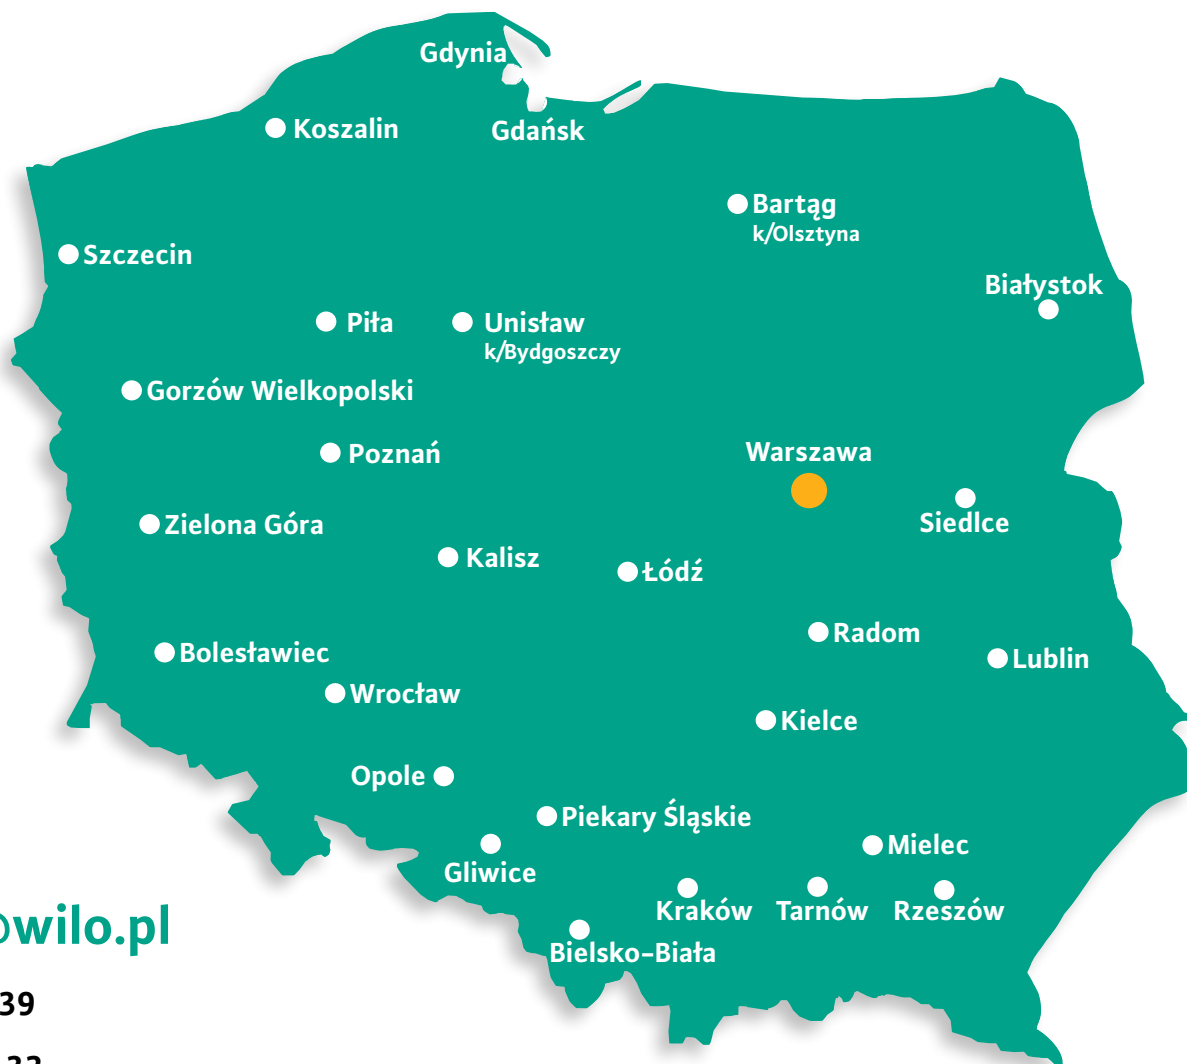 Gdynia
Koszalin
Gdańsk
Bartąg
k/Olsztyna
Szczecin
Białystok
Piła
Unisław
k/Bydgoszczy
Gorzów Wielkopolski
Poznań
Warszawa
Siedlce
Zielona Góra
Kalisz
Łódź
Radom
Bolesławiec
Lublin
Wrocław
Kielce
Opole
Piekary Śląskie
Mielec
Gliwice
Kraków
Tarnów
Rzeszów
wilo.pl
Bielsko-Biała
39